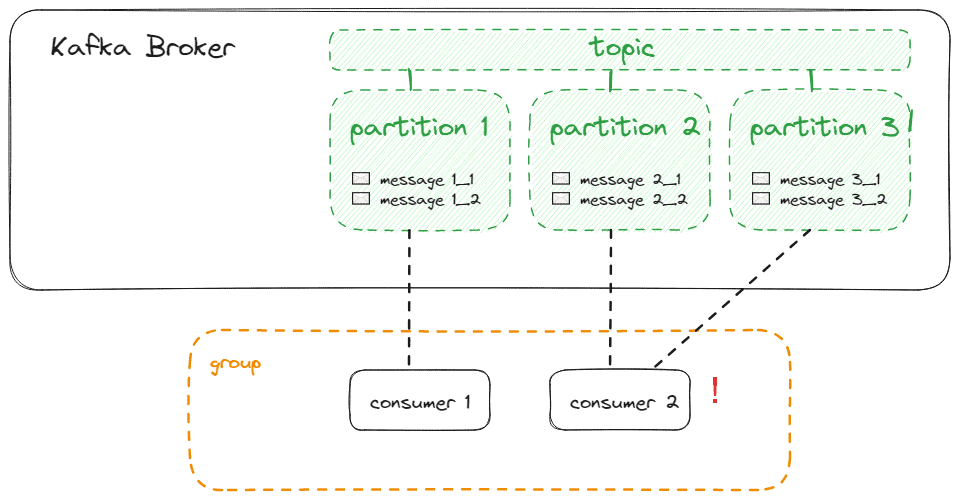 Kafka Broker
topic
partition 1
message 1_1
message 1_2
partition 2
message 2_1
message 2_2
partition 3
message 3_1
message 3_2
group
consumer 1
consumer 2
!